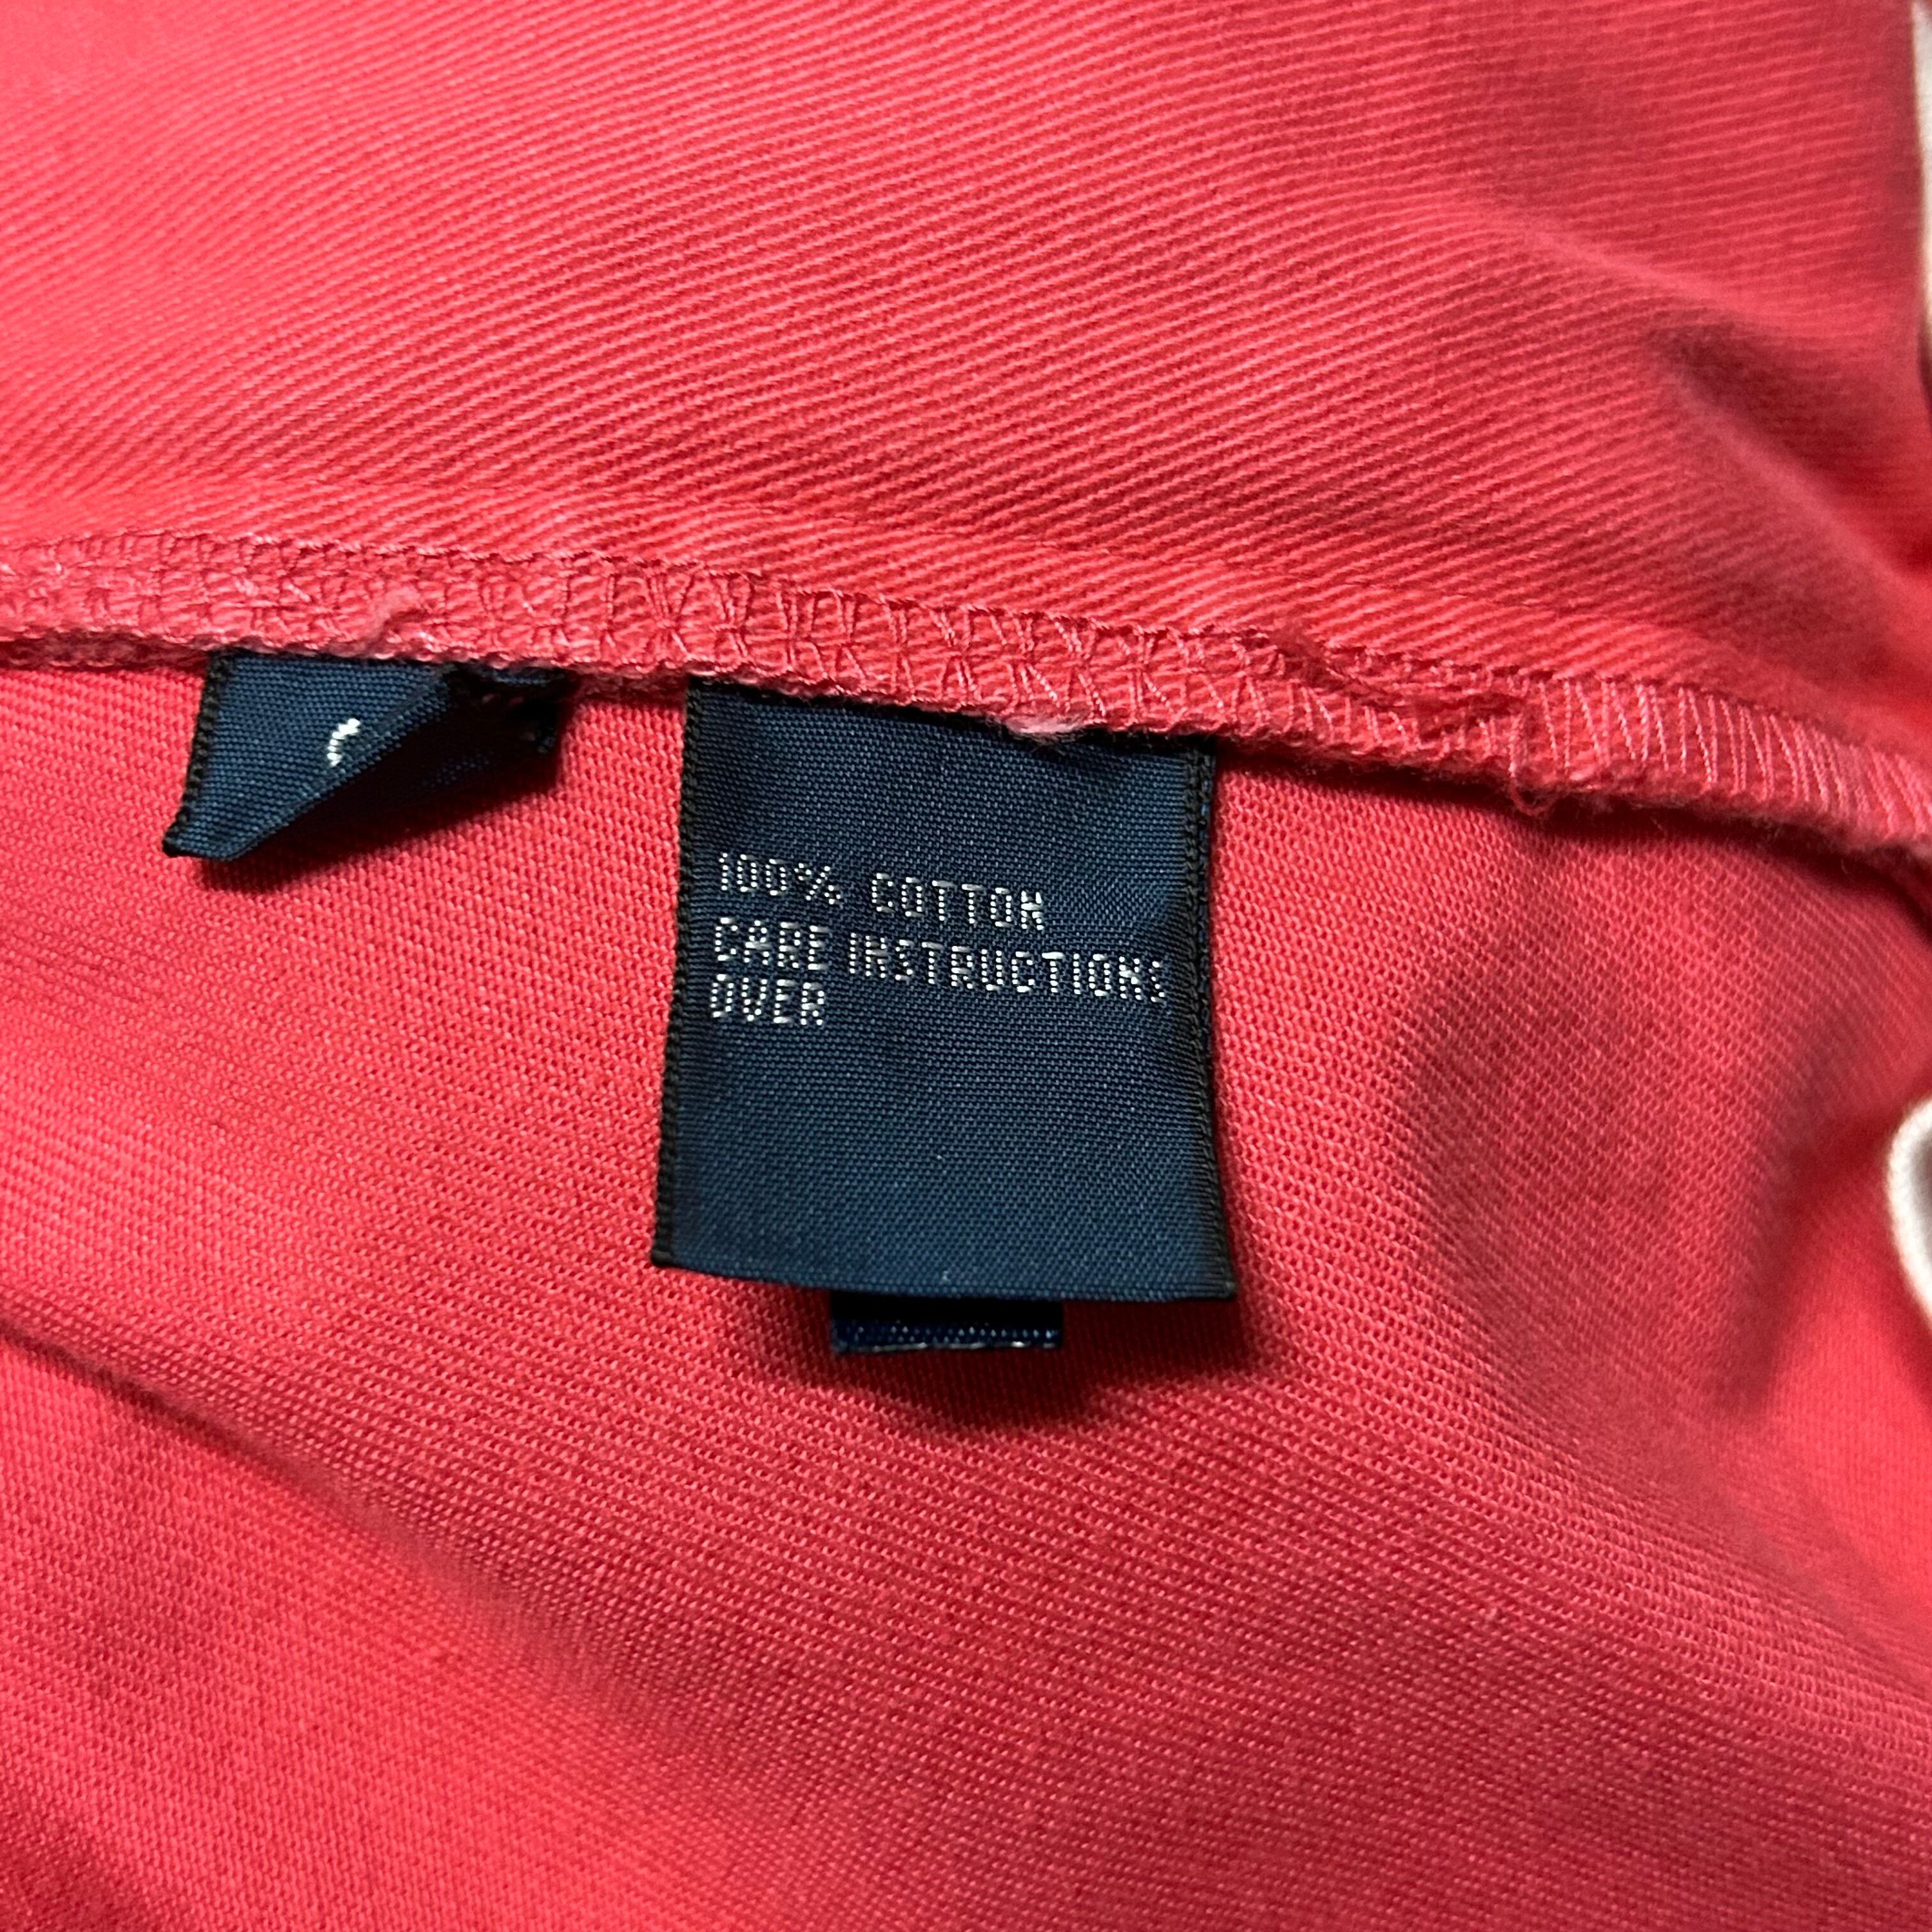 100% COTTON
CARE INSTRUCTIONS
OVER